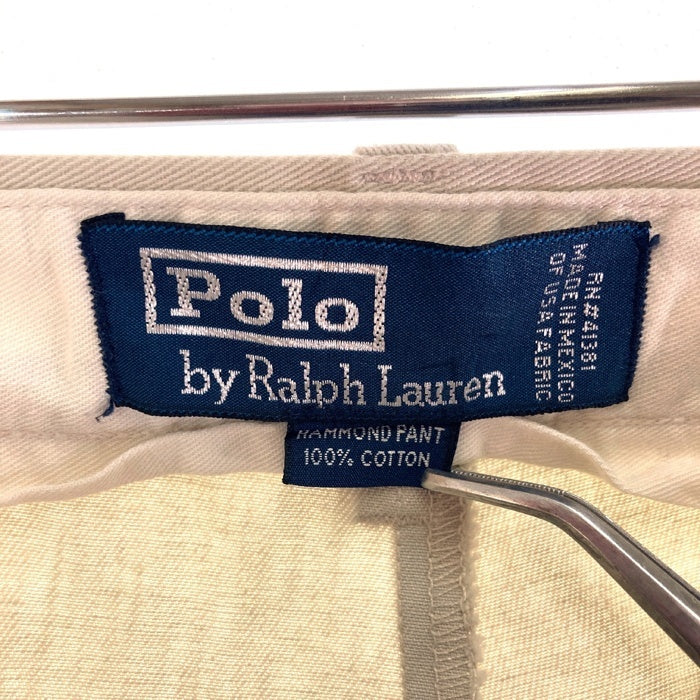 Polo
by Ralph Lauren
RN#41381
MADE IN MEXICO
OF USA FABRIC
HAMMOND PANT
100% COTTON